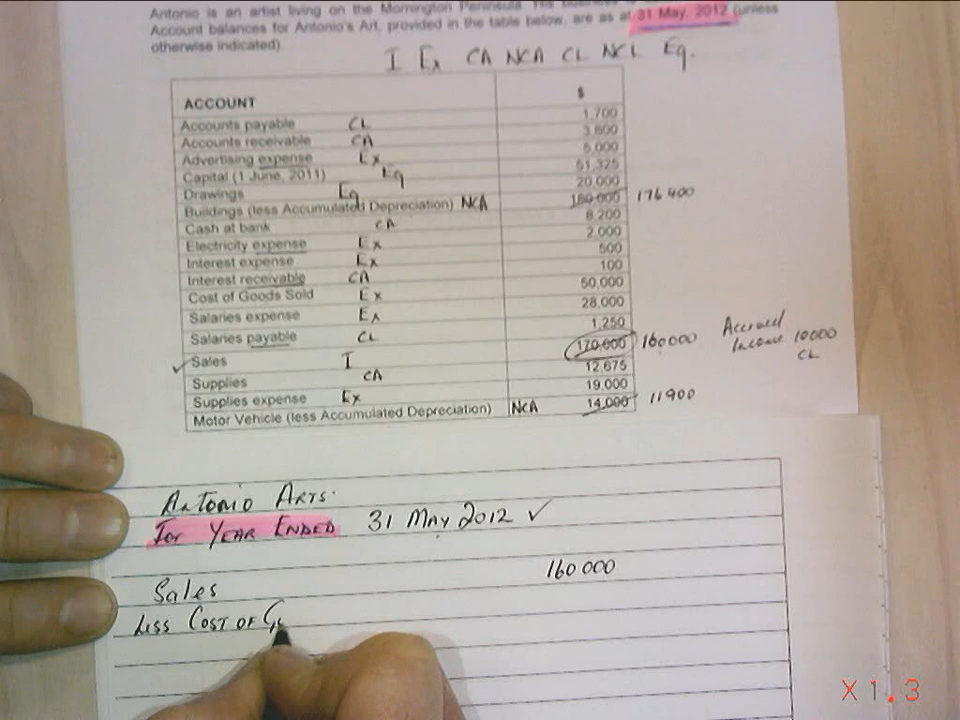 Antonio is an artist living on the Mornington Peninsula.
Account balances for Antonio's Art, provided in the table below, are as at 31 May, 2012 (unless
otherwise indicated)
I Ex CA NCA CL NCL Eq.
ACCOUNT $
Accounts payable CL 1,700
Accounts receivable CA 3,600
Advertising expense Ex 5,000
Capital (1 June, 2011) Eq 51,325
Drawings Eq 20,000
Buildings (less Accumulated Depreciation) NCA 180,000 176 400
Cash at bank CA 8,200
Electricity expense Ex 2,000
Interest expense Ex 500
Interest receivable CA 100
Cost of Goods Sold Ex 50,000
Salaries expense Ex 28,000
Salaries payable CL 1,250
✓ Sales I 170,000 160000 Accrued Income 10000 CL
Supplies CA 12,675
Supplies expense Ex 19,000
Motor Vehicle (less Accumulated Depreciation) NCA 14,000 11900
ANTONIO ARTS.
FOR YEAR ENDED 31 MAY 2012 ✓
Sales 160 000
LESS COST OF
X1.3